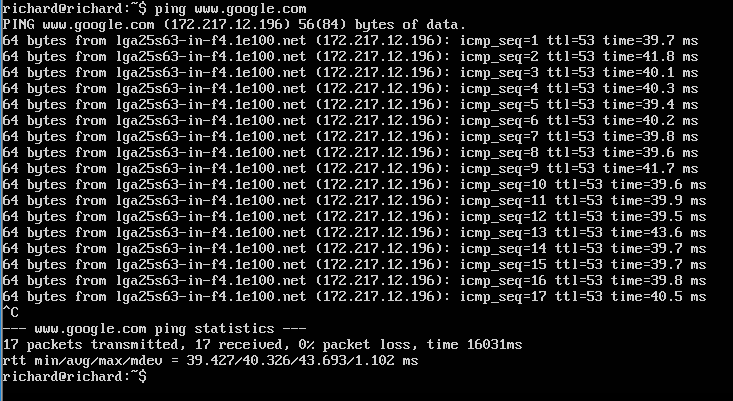 richard@richard:~$ ping www.google.com
PING www.google.com (172.217.12.196) 56(84) bytes of data.
64 bytes from lga25s63-in-f4.1e100.net (172.217.12.196): icmp_seq=1 ttl=53 time=39.7 ms
64 bytes from lga25s63-in-f4.1e100.net (172.217.12.196): icmp_seq=2 ttl=53 time=41.8 ms
64 bytes from lga25s63-in-f4.1e100.net (172.217.12.196): icmp_seq=3 ttl=53 time=40.1 ms
64 bytes from lga25s63-in-f4.1e100.net (172.217.12.196): icmp_seq=4 ttl=53 time=40.3 ms
64 bytes from lga25s63-in-f4.1e100.net (172.217.12.196): icmp_seq=5 ttl=53 time=39.4 ms
64 bytes from lga25s63-in-f4.1e100.net (172.217.12.196): icmp_seq=6 ttl=53 time=40.2 ms
64 bytes from lga25s63-in-f4.1e100.net (172.217.12.196): icmp_seq=7 ttl=53 time=39.8 ms
64 bytes from lga25s63-in-f4.1e100.net (172.217.12.196): icmp_seq=8 ttl=53 time=39.6 ms
64 bytes from lga25s63-in-f4.1e100.net (172.217.12.196): icmp_seq=9 ttl=53 time=41.7 ms
64 bytes from lga25s63-in-f4.1e100.net (172.217.12.196): icmp_seq=10 ttl=53 time=39.6 ms
64 bytes from lga25s63-in-f4.1e100.net (172.217.12.196): icmp_seq=11 ttl=53 time=39.9 ms
64 bytes from lga25s63-in-f4.1e100.net (172.217.12.196): icmp_seq=12 ttl=53 time=39.5 ms
64 bytes from lga25s63-in-f4.1e100.net (172.217.12.196): icmp_seq=13 ttl=53 time=43.6 ms
64 bytes from lga25s63-in-f4.1e100.net (172.217.12.196): icmp_seq=14 ttl=53 time=39.7 ms
64 bytes from lga25s63-in-f4.1e100.net (172.217.12.196): icmp_seq=15 ttl=53 time=39.7 ms
64 bytes from lga25s63-in-f4.1e100.net (172.217.12.196): icmp_seq=16 ttl=53 time=39.8 ms
64 bytes from lga25s63-in-f4.1e100.net (172.217.12.196): icmp_seq=17 ttl=53 time=40.5 ms
^C
--- www.google.com ping statistics ---
17 packets transmitted, 17 received, 0% packet loss, time 16031ms
rtt min/avg/max/mdev = 39.427/40.326/43.693/1.102 ms
richard@richard:~$